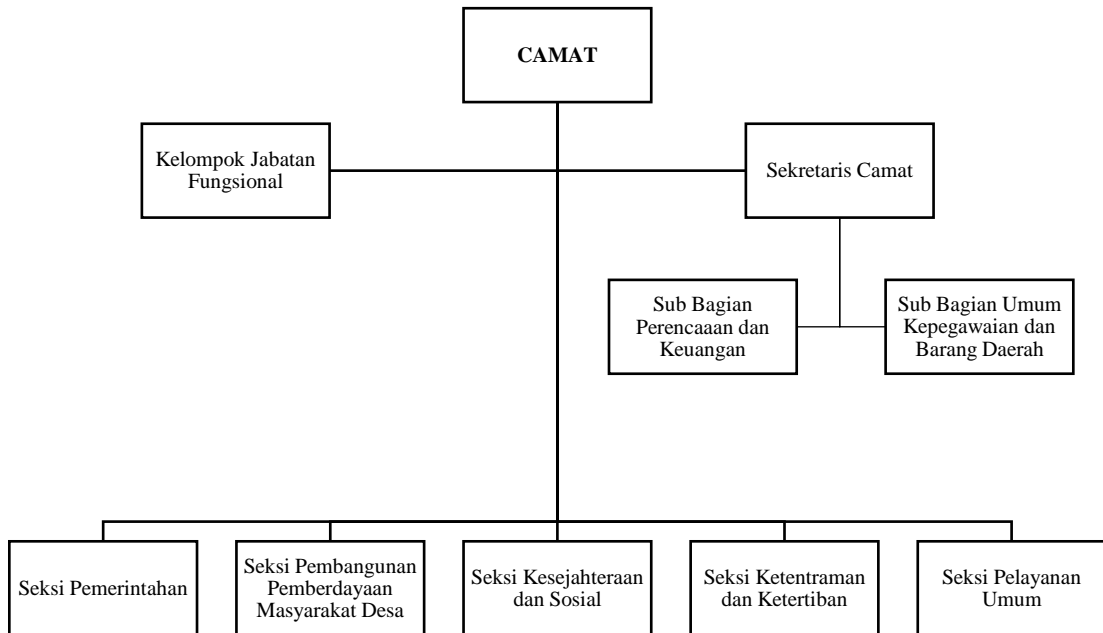 CAMAT
Kelompok Jabatan
Fungsional
Sekretaris Camat
Sub Bagian
Perencaaan dan
Keuangan
Sub Bagian Umum
Kepegawaian dan
Barang Daerah
Seksi Pemerintahan
Seksi Pembangunan
Pemberdayaan
Masyarakat Desa
Seksi Kesejahteraan
dan Sosial
Seksi Ketentraman
dan Ketertiban
Seksi Pelayanan
Umum